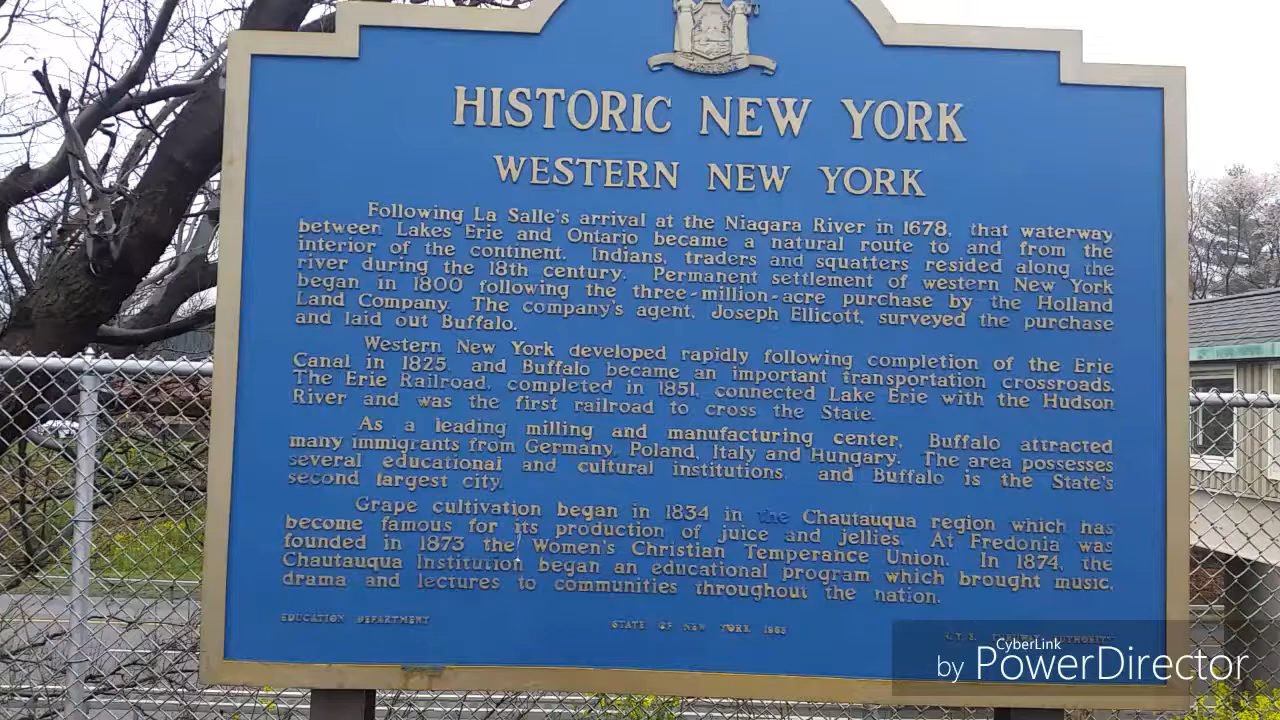 HISTORIC NEW YORK
WESTERN NEW YORK
Following La Salle's arrival at the Niagara River in 1678, that waterway
between Lakes Erie and Ontario became a natural route to and from the
interior of the continent. Indians, traders and squatters resided along the
river during the 18th century. Permanent settlement of western New York
began in 1800 following the three-million-acre purchase by the Holland
Land Company. The company's agent, Joseph Ellicott, surveyed the purchase
and laid out Buffalo.
Western New York developed rapidly following completion of the Erie
Canal in 1825, and Buffalo became an important transportation crossroads.
The Erie Railroad, completed in 1851, connected Lake Erie with the Hudson
River and was the first railroad to cross the State.
As a leading milling and manufacturing center, Buffalo attracted
many immigrants from Germany, Poland, Italy and Hungary. The area possesses
several educational and cultural institutions, and Buffalo is the State's
second largest city.
Grape cultivation began in 1834 in the Chautauqua region which has
become famous for its production of juice and jellies. At Fredonia was
founded in 1873 the Women's Christian Temperance Union. In 1874, the
Chautauqua Institution began an educational program which brought music,
drama and lectures to communities throughout the nation.
EDUCATION DEPARTMENT STATE OF NEW YORK AUTHORITY
CyberLink
by PowerDirector